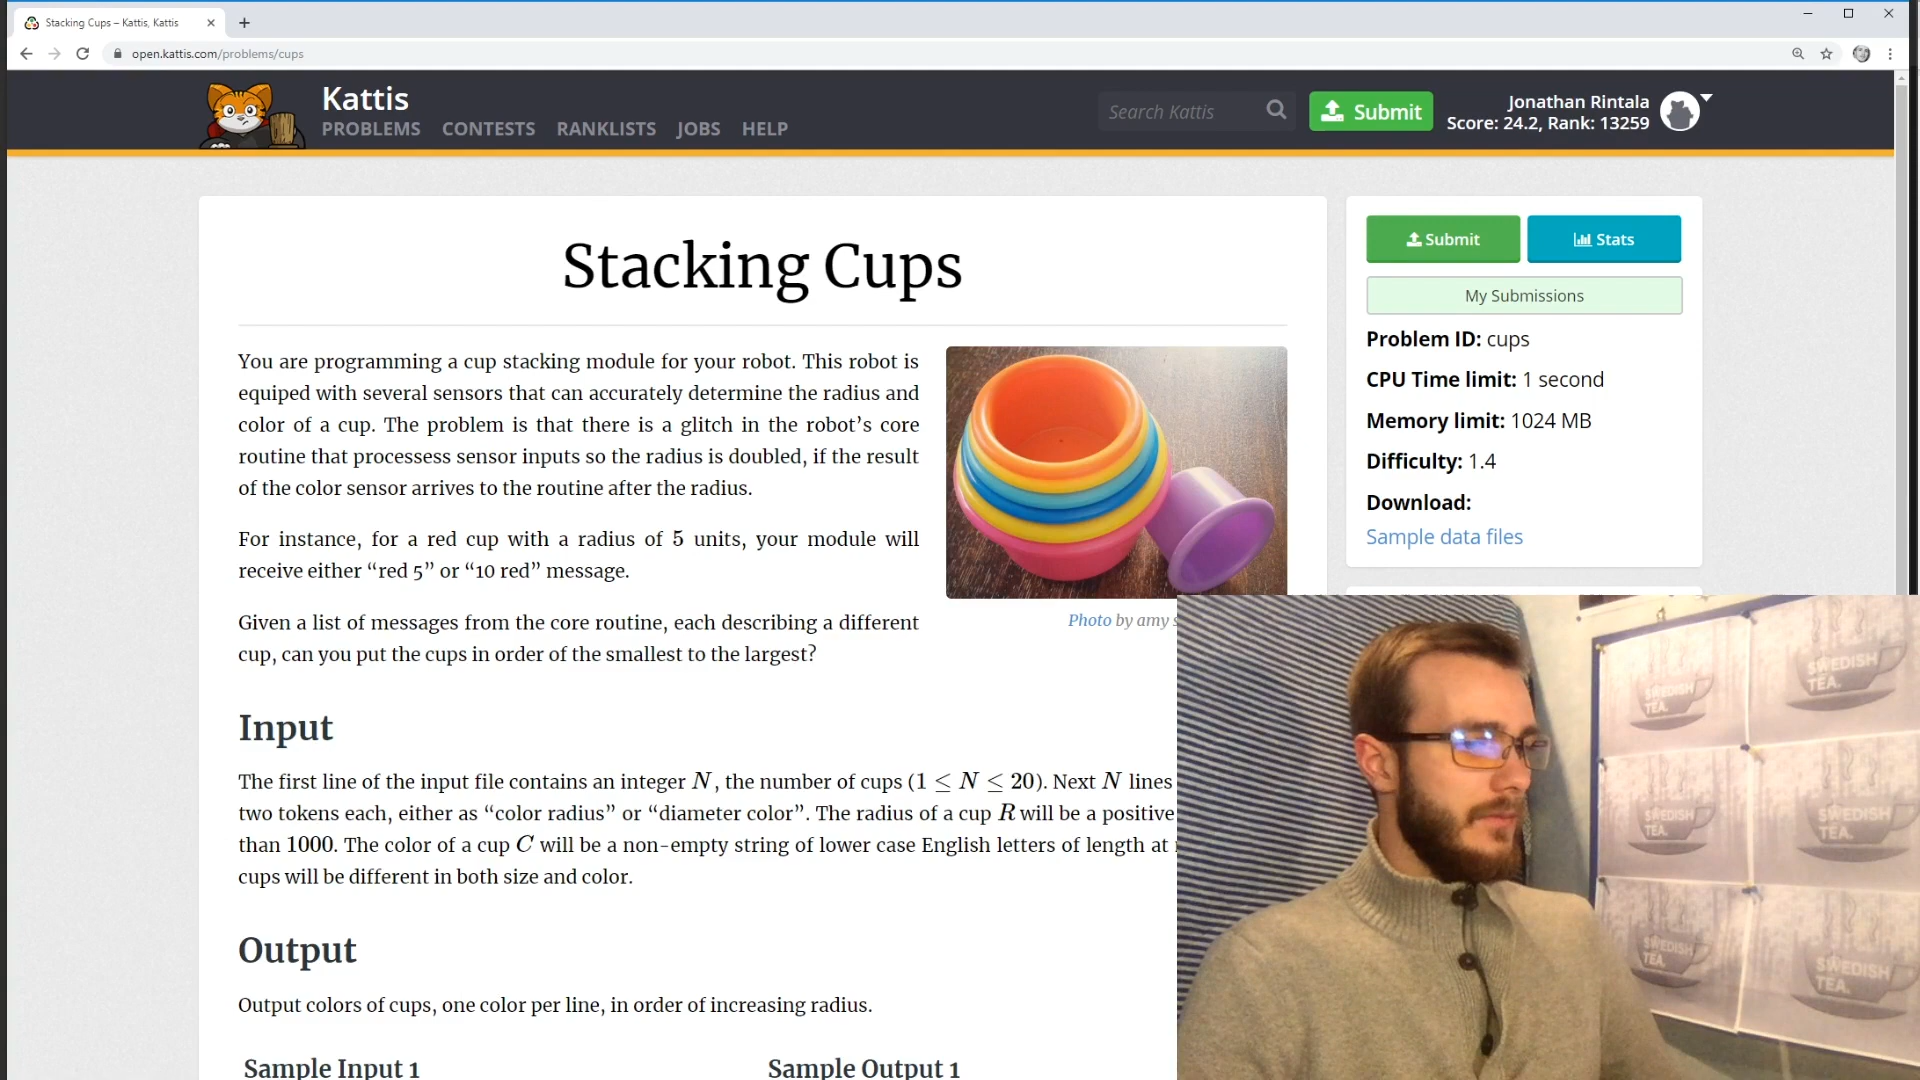 Stacking Cups – Kattis, Kattis
open.kattis.com/problems/cups
Kattis
PROBLEMS CONTESTS RANKLISTS JOBS HELP
Search Kattis
Submit
Jonathan Rintala
Score: 24.2, Rank: 13259
Stacking Cups
You are programming a cup stacking module for your robot. This robot is
equiped with several sensors that can accurately determine the radius and
color of a cup. The problem is that there is a glitch in the robot’s core
routine that processess sensor inputs so the radius is doubled, if the result
of the color sensor arrives to the routine after the radius.
For instance, for a red cup with a radius of 5 units, your module will
receive either “red 5” or “10 red” message.
Given a list of messages from the core routine, each describing a different
cup, can you put the cups in order of the smallest to the largest?
Photo by amy
Input
The first line of the input file contains an integer N, the number of cups (1 ≤ N ≤ 20). Next N lines
two tokens each, either as “color radius” or “diameter color”. The radius of a cup R will be a positive
than 1000. The color of a cup C will be a non-empty string of lower case English letters of length at
cups will be different in both size and color.
Output
Output colors of cups, one color per line, in order of increasing radius.
Sample Input 1
Sample Output 1
Submit
Stats
My Submissions
Problem ID: cups
CPU Time limit: 1 second
Memory limit: 1024 MB
Difficulty: 1.4
Download:
Sample data files
SWEDISH
TEA.
SWEDISH
TEA.
SWEDISH
TEA.
SWEDISH
TEA.
SWEDISH
TEA.
SWEDISH
TEA.